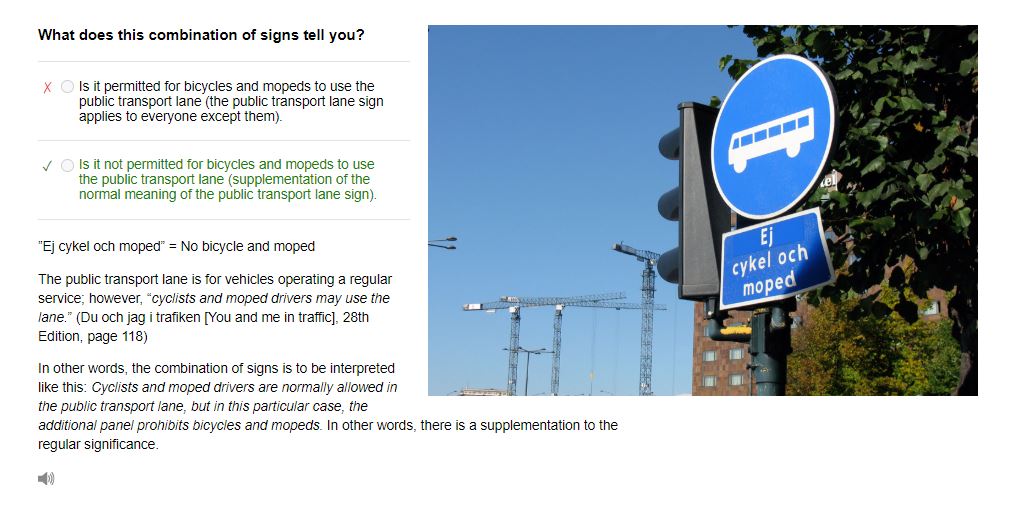 What does this combination of signs tell you?
Is it permitted for bicycles and mopeds to use the
public transport lane (the public transport lane sign
applies to everyone except them).
Is it not permitted for bicycles and mopeds to use
the public transport lane (supplementation of the
normal meaning of the public transport lane sign).
"Ej cykel och moped" = No bicycle and moped
The public transport lane is for vehicles operating a regular
service; however, “cyclists and moped drivers may use the
lane.” (Du och jag i trafiken [You and me in traffic], 28th
Edition, page 118)
In other words, the combination of signs is to be interpreted
like this: Cyclists and moped drivers are normally allowed in
the public transport lane, but in this particular case, the
additional panel prohibits bicycles and mopeds. In other words, there is a supplementation to the
regular significance.
Ej
cykel och
moped